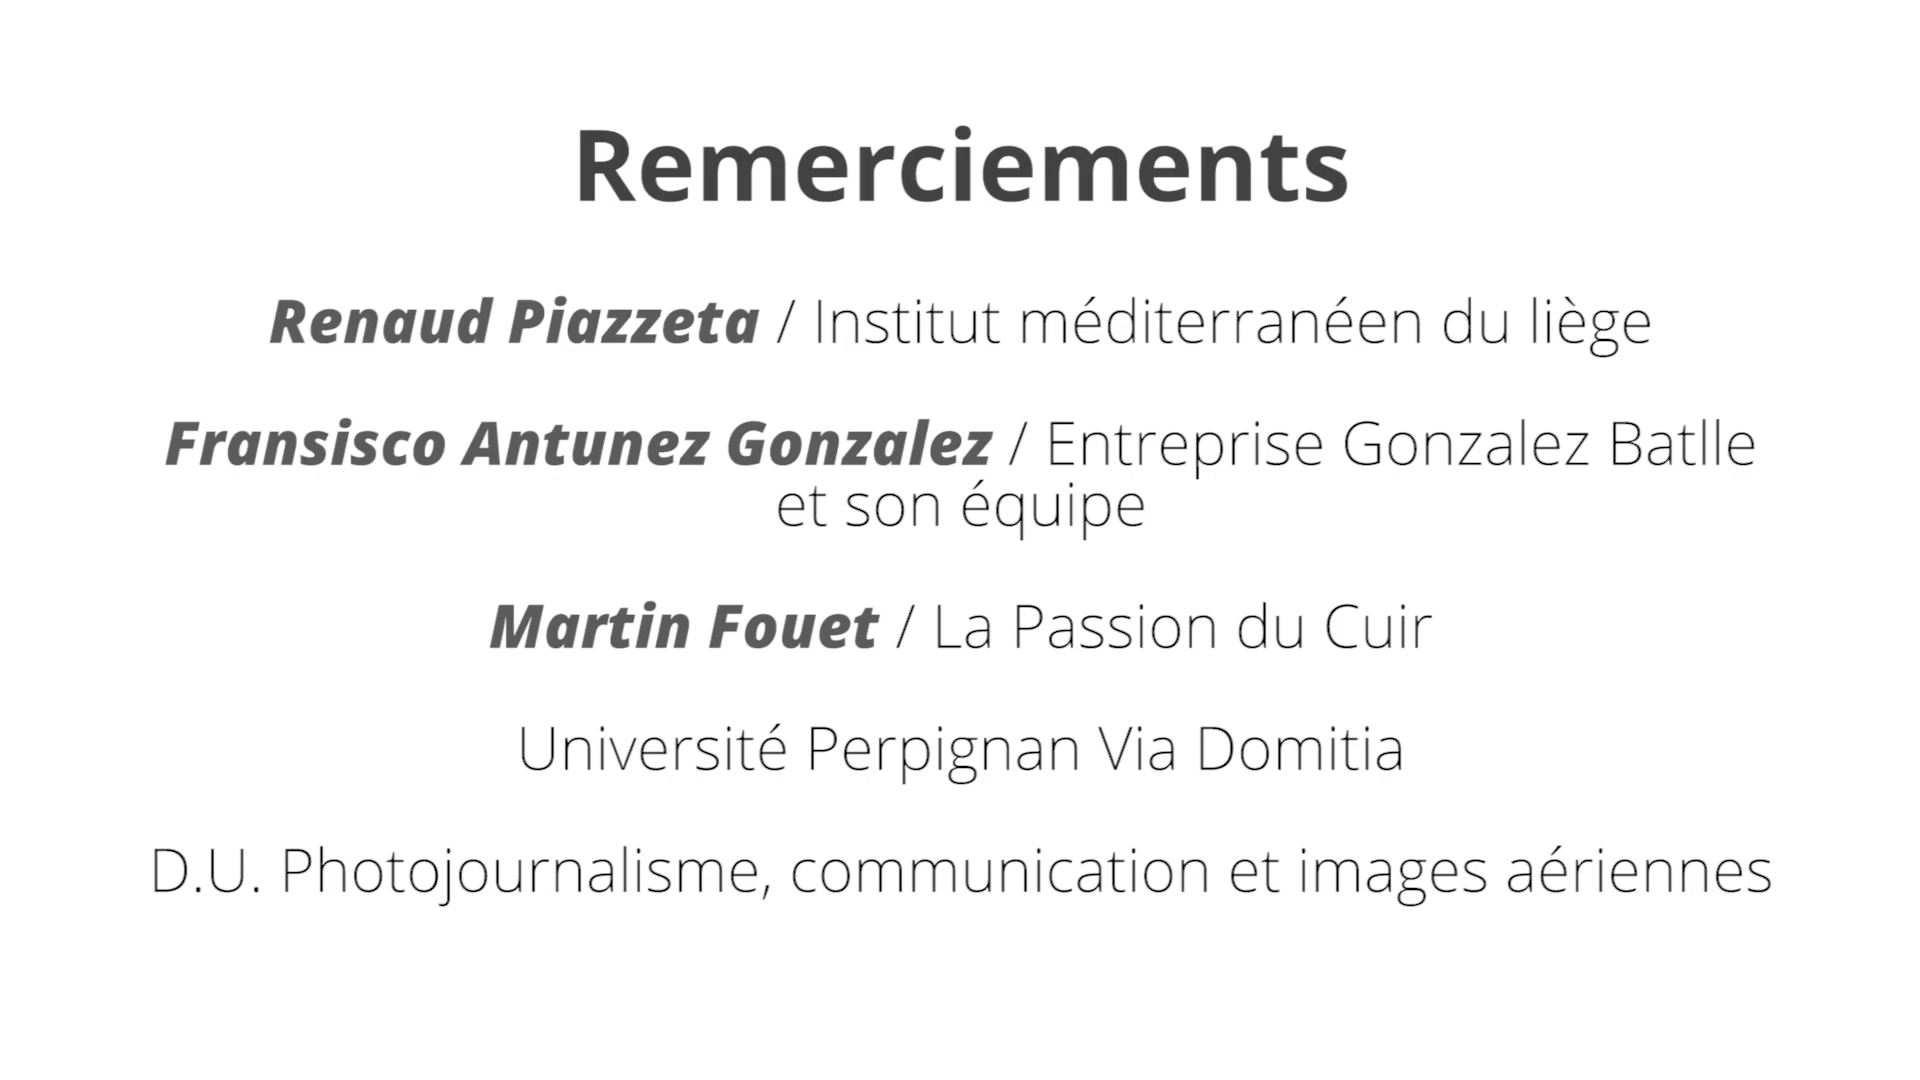 Remerciements
Renaud Piazzeta / Institut méditerranéen du liège
Fransisco Antunez Gonzalez / Entreprise Gonzalez Batlle
et son équipe
Martin Fouet / La Passion du Cuir
Université Perpignan Via Domitia
D.U. Photojournalisme, communication et images aériennes